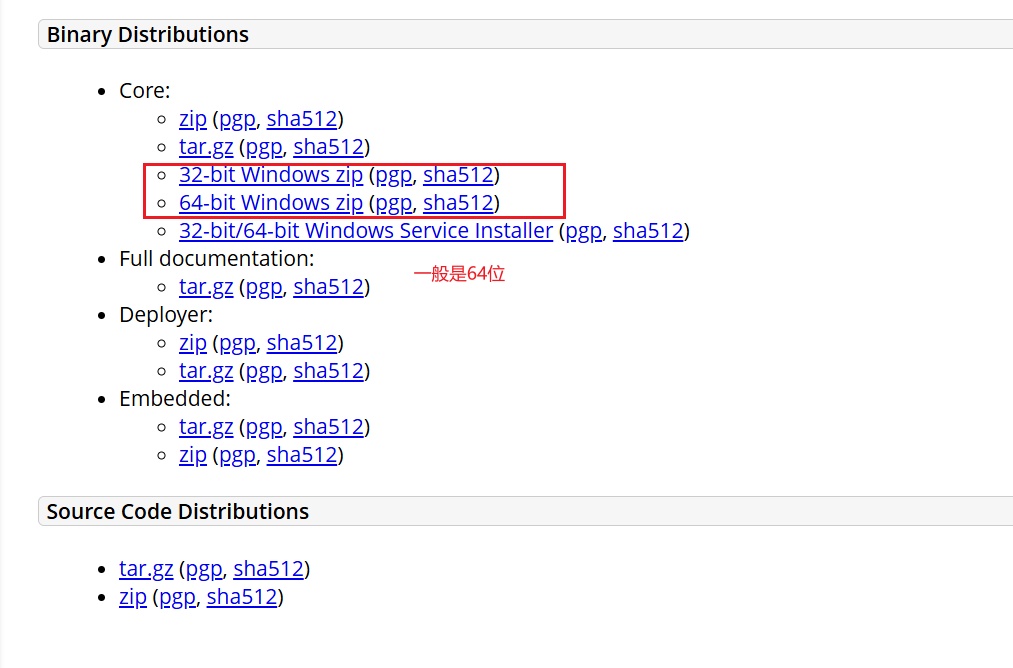 Binary Distributions
Core:
zip (pgp, sha512)
tar.gz (pgp, sha512)
32-bit Windows zip (pgp, sha512)
64-bit Windows zip (pgp, sha512)
32-bit/64-bit Windows Service Installer (pgp, sha512)
Full documentation:
一般是64位
tar.gz (pgp, sha512)
Deployer:
zip (pgp, sha512)
tar.gz (pgp, sha512)
Embedded:
tar.gz (pgp, sha512)
zip (pgp, sha512)
Source Code Distributions
tar.gz (pgp, sha512)
zip (pgp, sha512)